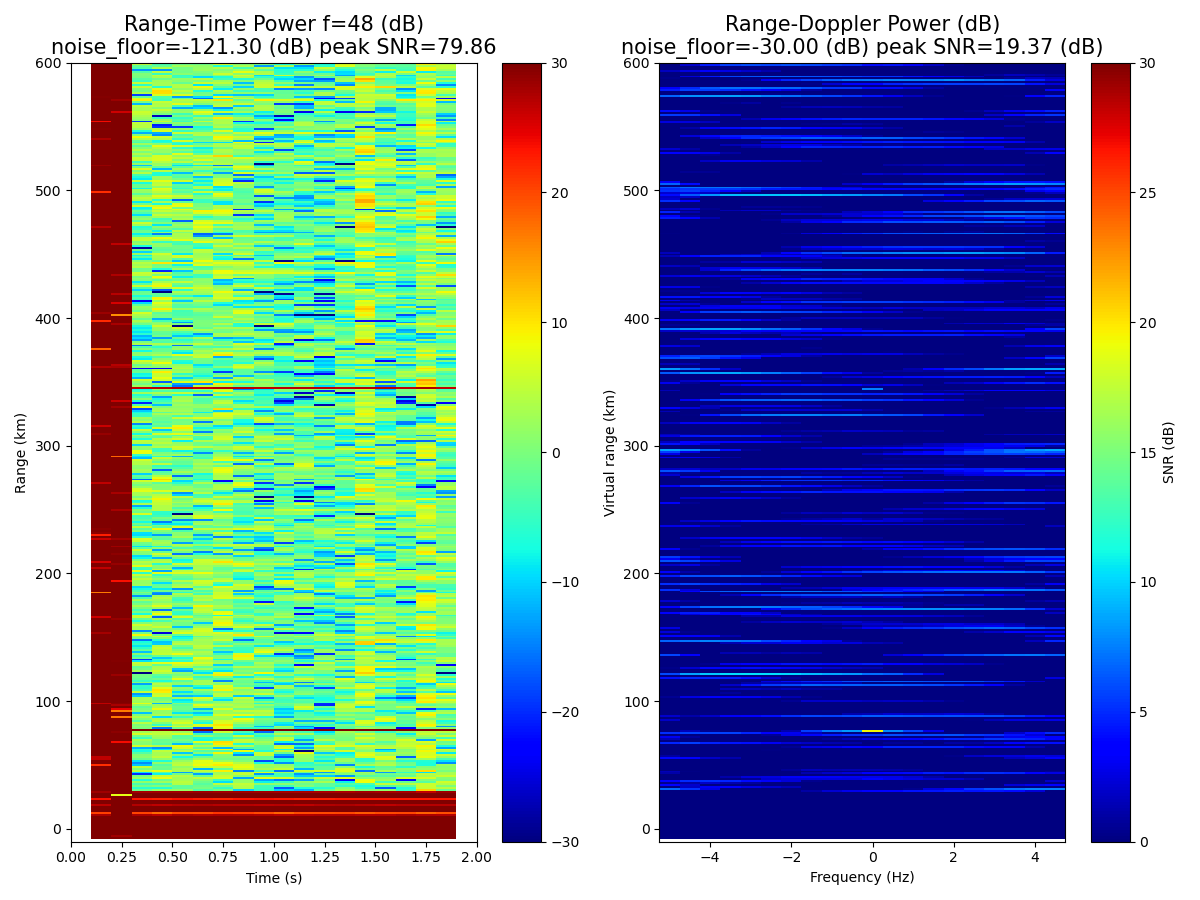 Range-Time Power f=48 (dB)
noise_floor=-121.30 (dB) peak SNR=79.86
600
500
400
300
200
100
0
Range (km)
0.00 0.25 0.50 0.75 1.00 1.25 1.50 1.75 2.00
Time (s)
30
20
10
0
−10
−20
−30
Range-Doppler Power (dB)
noise_floor=-30.00 (dB) peak SNR=19.37 (dB)
600
500
400
300
200
100
0
Virtual range (km)
−4 −2 0 2 4
Frequency (Hz)
30
25
20
15
10
5
0
SNR (dB)